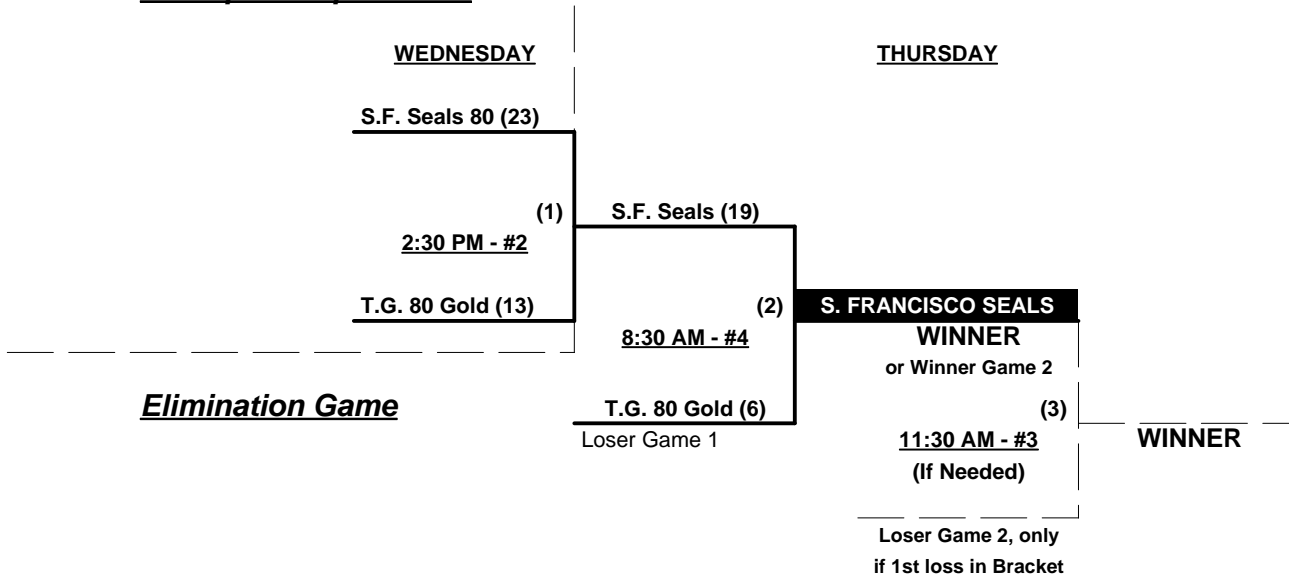 WEDNESDAY THURSDAY
S.F. Seals 80 (23)
(1) S.F. Seals (19)
2:30 PM - #2
T.G. 80 Gold (13) (2) S. FRANCISCO SEALS
8:30 AM - #4 WINNER
or Winner Game 2
Elimination Game T.G. 80 Gold (6) (3)
Loser Game 1 11:30 AM - #3 WINNER
(If Needed)
Loser Game 2, only
if 1st loss in Bracket